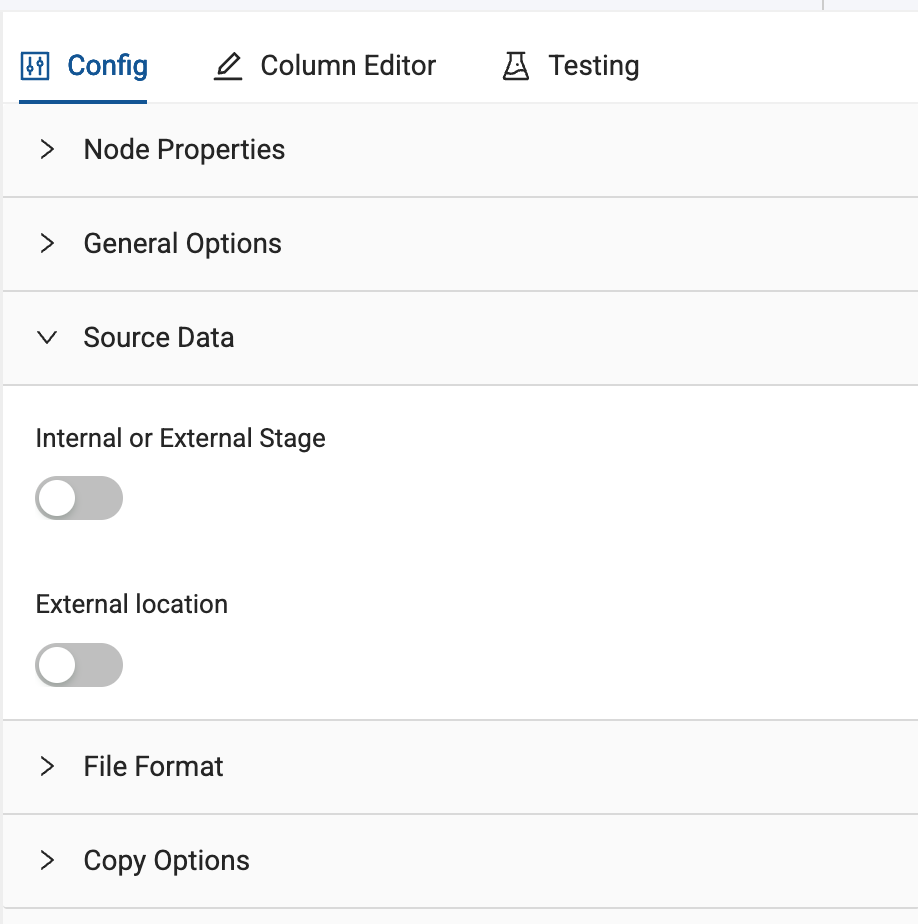 Config Column Editor Testing
Node Properties
General Options
Source Data
Internal or External Stage
External location
File Format
Copy Options